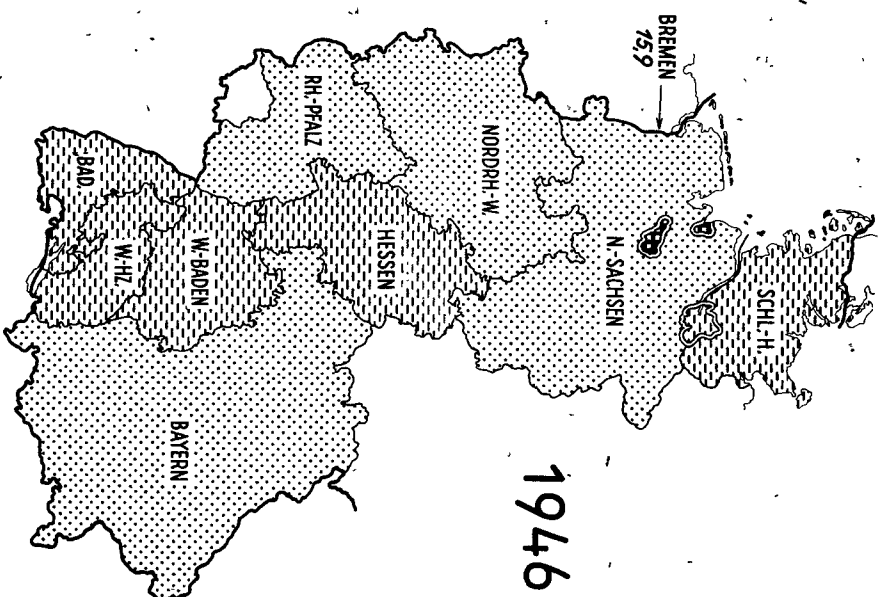 SCHL.-H.
BREMEN
15,9
N-SACHSEN
NORDRH-W.
HESSEN
RH.-PFALZ
W-BADEN
W-HZ.
-BAD.
BAYERN
1946